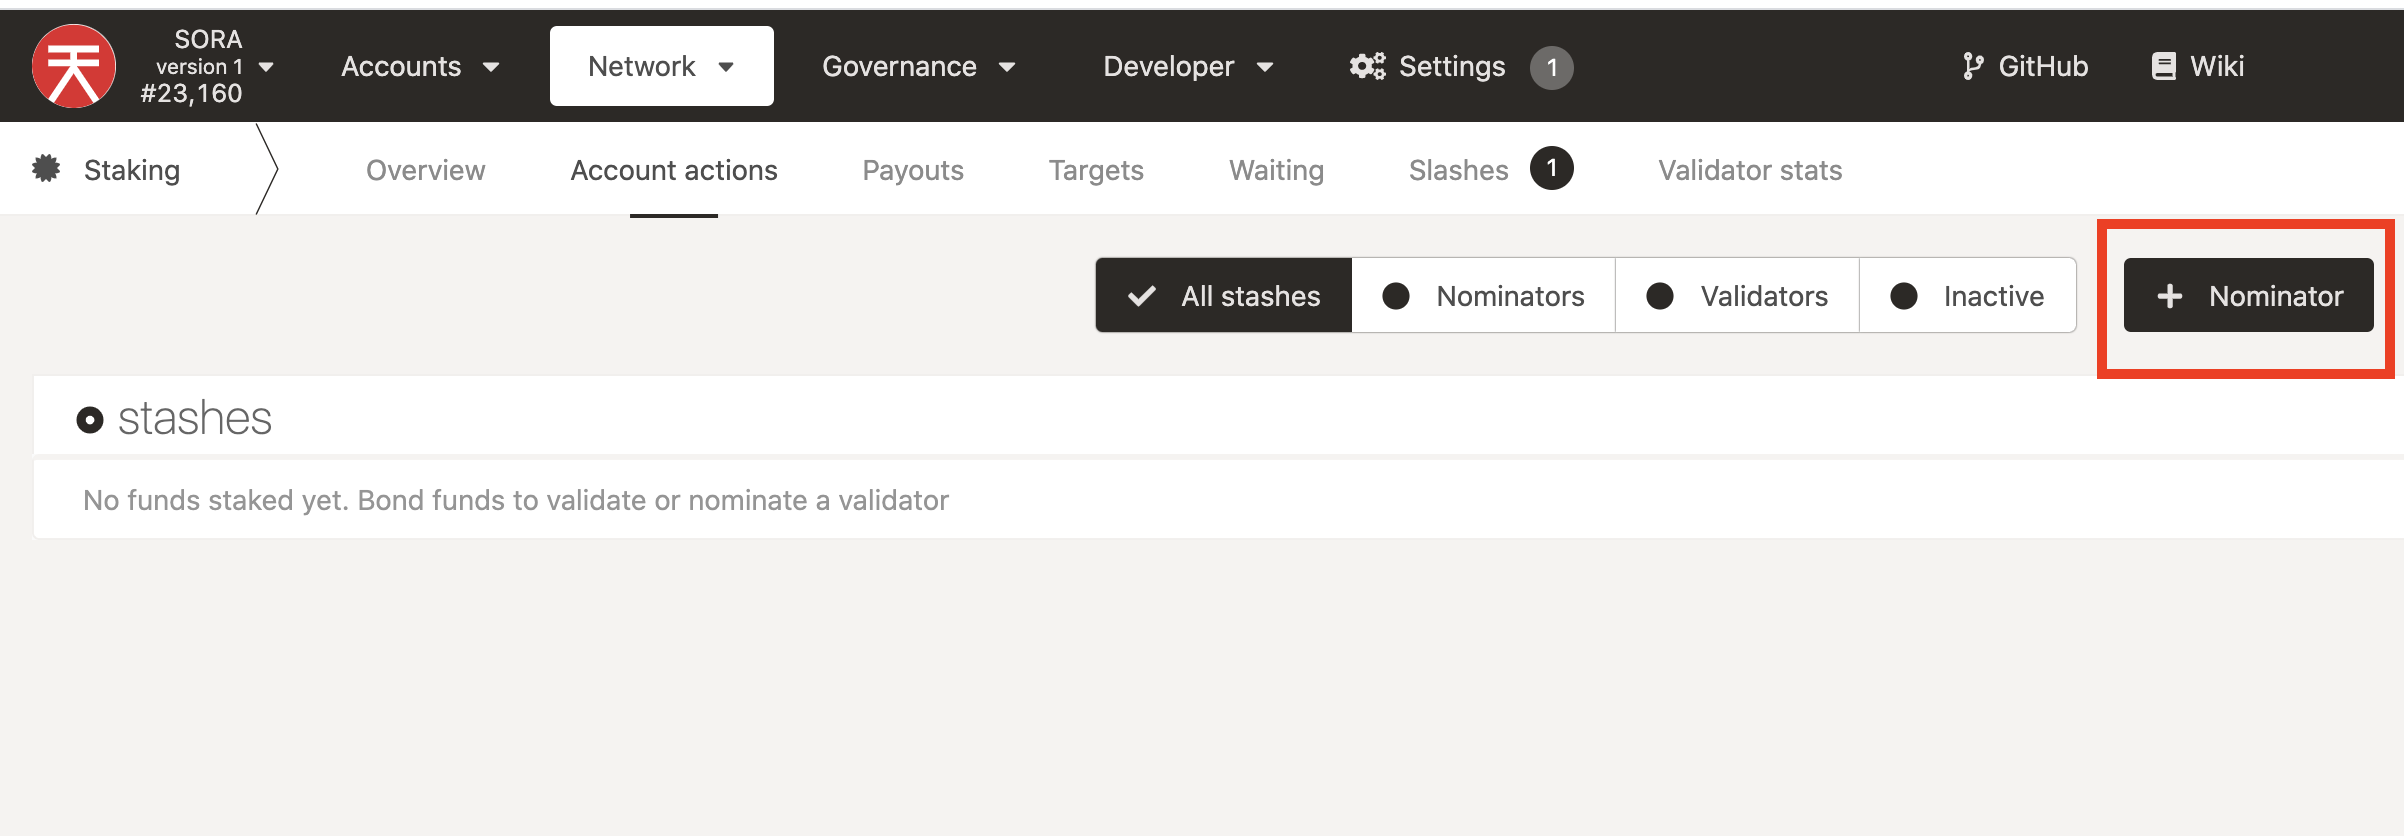 SORA
version 1
#23,160
Accounts
Network
Governance
Developer
Settings
1
GitHub
Wiki
Staking
Overview
Account actions
Payouts
Targets
Waiting
Slashes
1
Validator stats
All stashes
Nominators
Validators
Inactive
Nominator
stashes
No funds staked yet. Bond funds to validate or nominate a validator